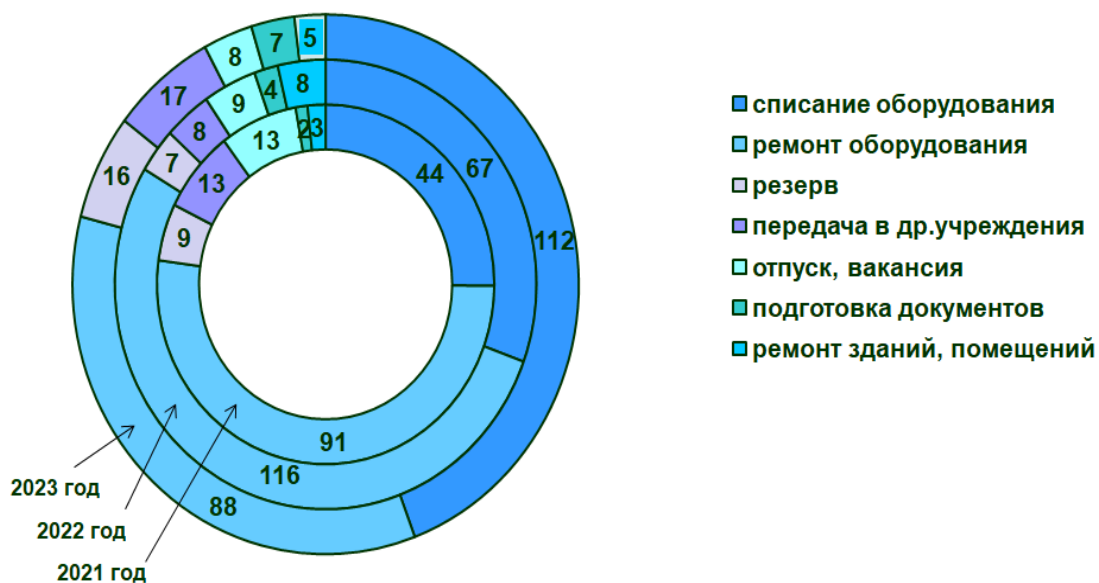 5
7
8
8
17
4
9
3
2
8
13
67
7
44
16
13
9
112
91
116
88
списание оборудования
ремонт оборудования
резерв
передача в др.учреждения
отпуск, вакансия
подготовка документов
ремонт зданий, помещений
2023 год
2022 год
2021 год